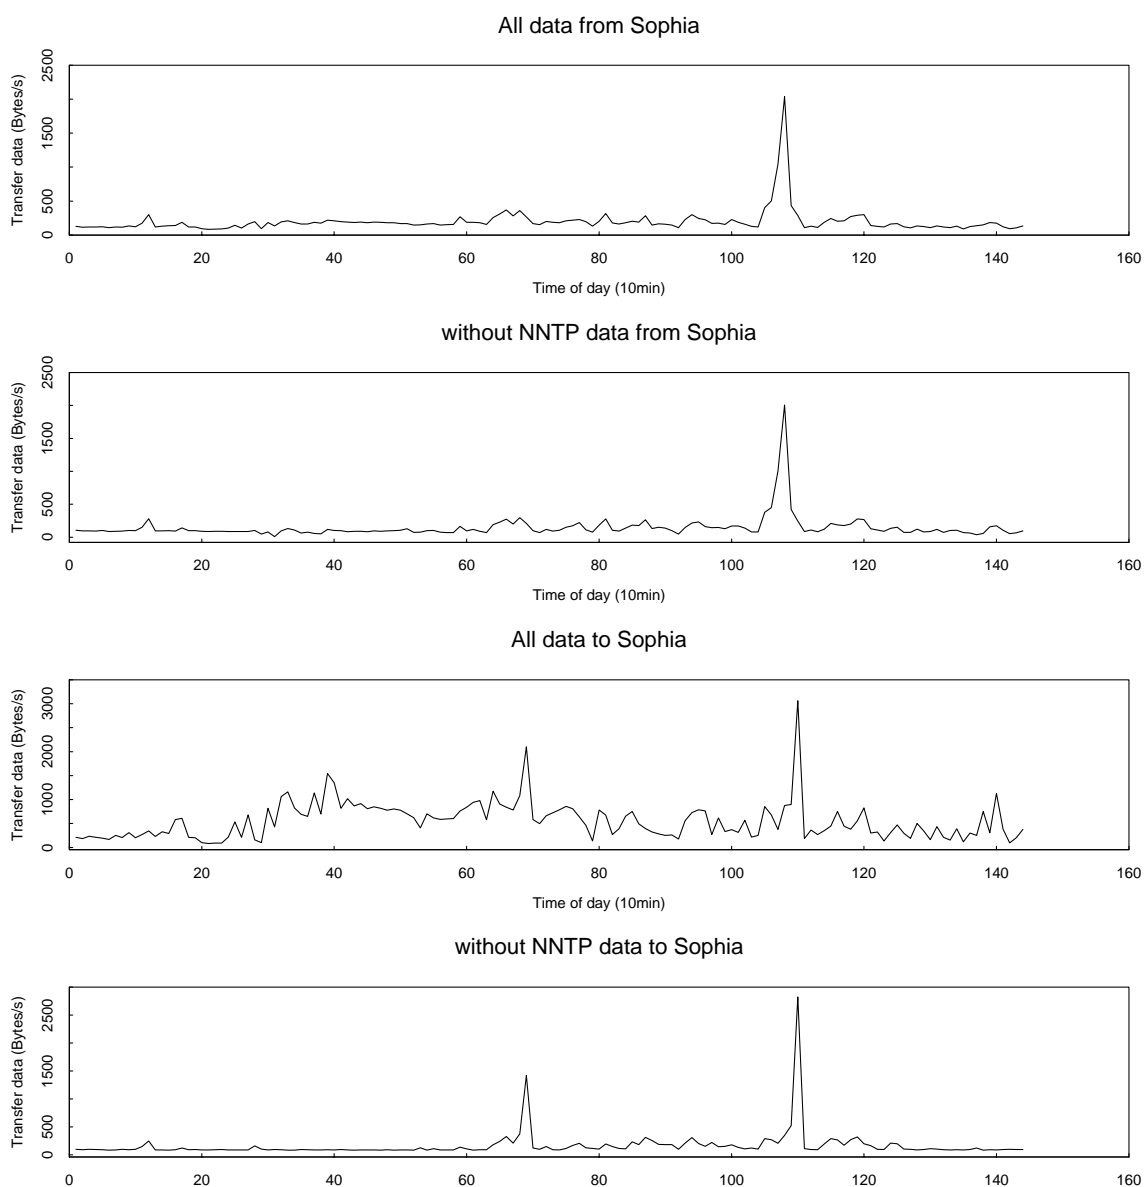 All data from Sophia
Transfer data (Bytes/s)
0 500 1500 2500
0 20 40 60 80 100 120 140 160
Time of day (10min)
without NNTP data from Sophia
Transfer data (Bytes/s)
0 500 1500 2500
0 20 40 60 80 100 120 140 160
Time of day (10min)
All data to Sophia
Transfer data (Bytes/s)
0 1000 2000 3000
0 20 40 60 80 100 120 140 160
Time of day (10min)
without NNTP data to Sophia
Transfer data (Bytes/s)
0 500 1500 2500
0 20 40 60 80 100 120 140 160